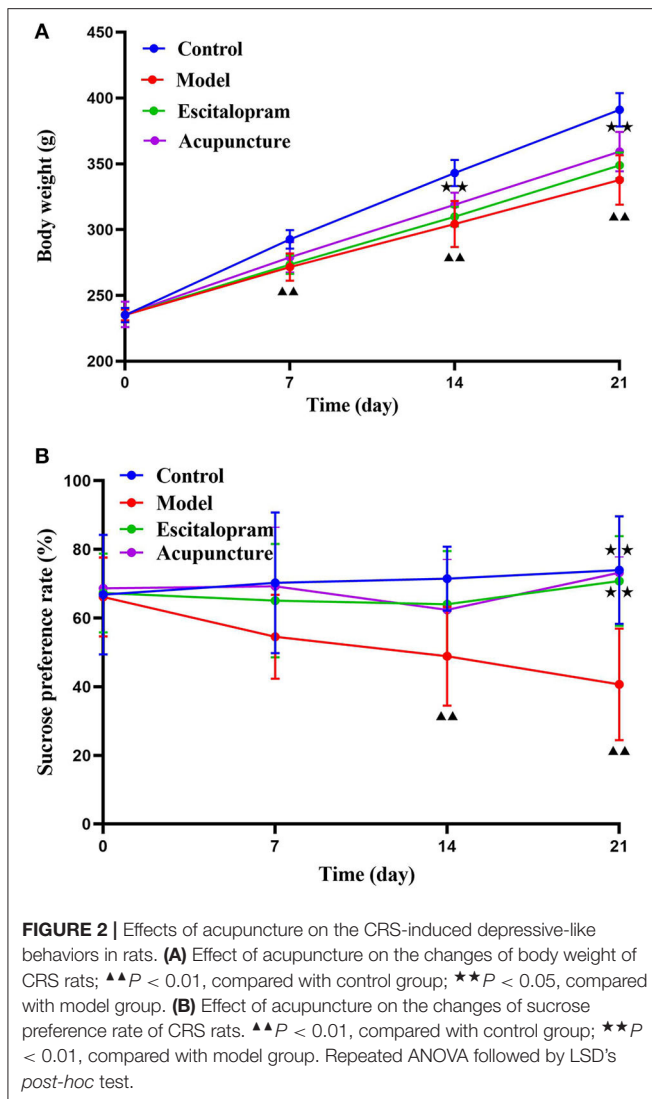 A
450
400
350
300
250
200
Body weight (g)
Control
Model
Escitalopram
Acupuncture
★★
★★
▲▲
▲▲
▲▲
0 7 14 21
Time (day)
B
100
80
60
40
20
0
Sucrose preference rate (%)
Control
Model
Escitalopram
Acupuncture
★★
★★
▲▲
▲▲
0 7 14 21
Time (day)
FIGURE 2 | Effects of acupuncture on the CRS-induced depressive-like
behaviors in rats. (A) Effect of acupuncture on the changes of body weight of
CRS rats; ▲▲P < 0.01, compared with control group; ★★P < 0.05, compared
with model group. (B) Effect of acupuncture on the changes of sucrose
preference rate of CRS rats. ▲▲P < 0.01, compared with control group; ★★P
< 0.01, compared with model group. Repeated ANOVA followed by LSD's
post-hoc test.